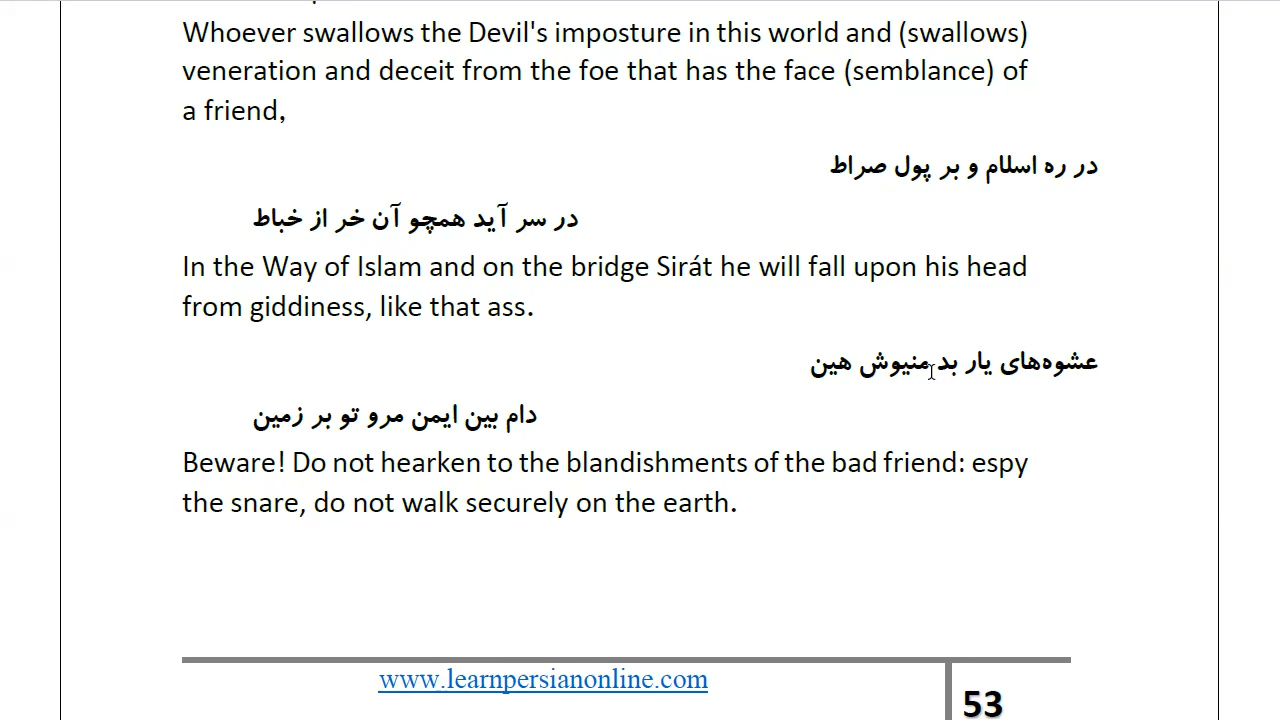 Whoever swallows the Devil's imposture in this world and (swallows)
veneration and deceit from the foe that has the face (semblance) of
a friend,
در ره اسلام و بر پول صراط
در سر آید همچو آن خر از خباط
In the Way of Islam and on the bridge Sirát he will fall upon his head
from giddiness, like that ass.
عشوه‌های یار بد منیوش هین
دام بین ایمن مرو تو بر زمین
Beware! Do not hearken to the blandishments of the bad friend: espy
the snare, do not walk securely on the earth.
www.learnpersianonline.com
53